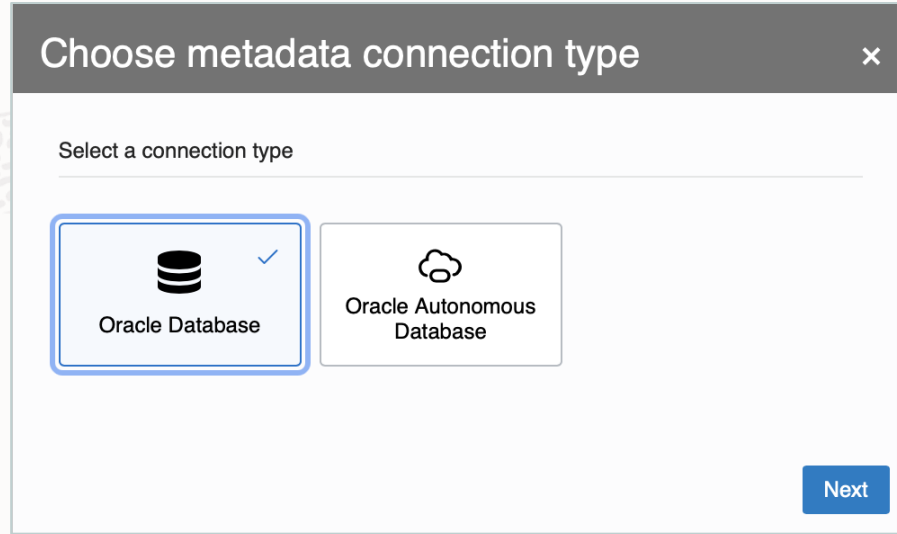 Choose metadata connection type
Select a connection type
Oracle Database
Oracle Autonomous
Database
Next